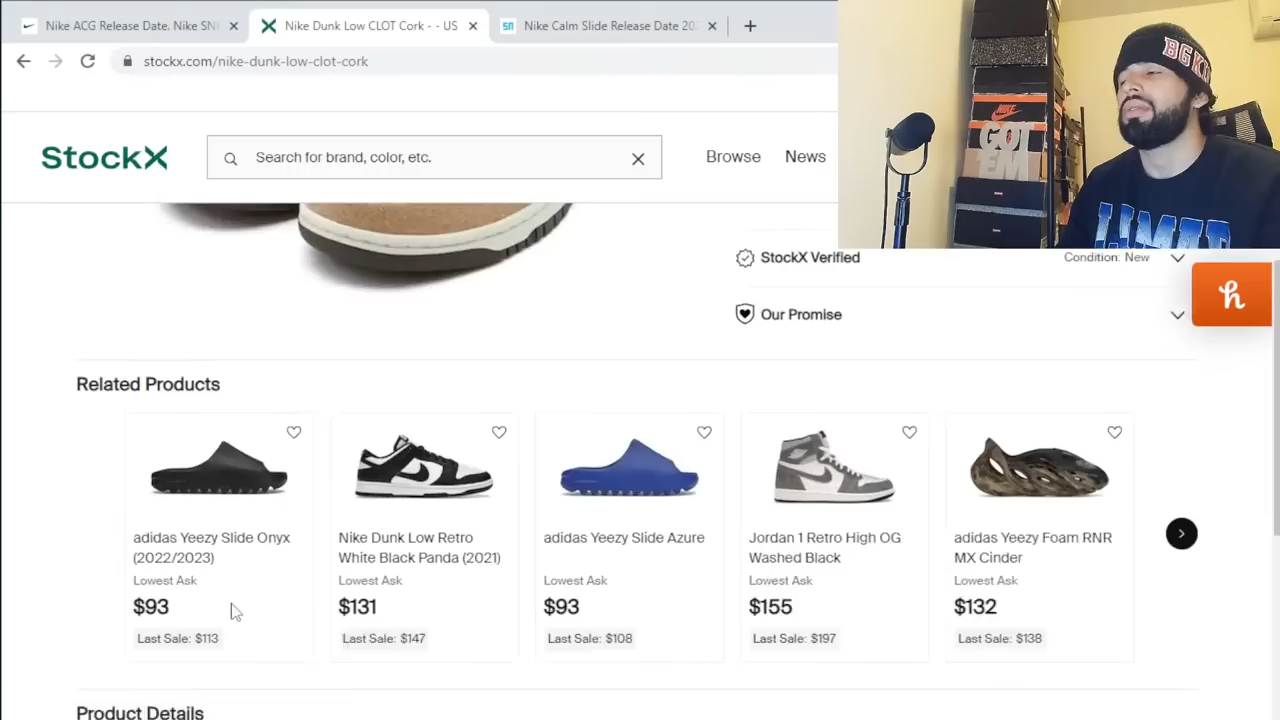 Nike ACG Release Date. Nike SN
Nike Dunk Low CLOT Cork - - US
Nike Calm Slide Release Date 20
stockx.com/nike-dunk-low-clot-cork
StockX
Search for brand, color, etc.
Browse
News
NIKE
GOT
'EM
StockX Verified
Condition: New
Our Promise
h
Related Products
adidas Yeezy Slide Onyx
(2022/2023)
Lowest Ask
$93
Last Sale: $113
Nike Dunk Low Retro
White Black Panda (2021)
Lowest Ask
$131
Last Sale: $147
adidas Yeezy Slide Azure
Lowest Ask
$93
Last Sale: $108
Jordan 1 Retro High OG
Washed Black
Lowest Ask
$155
Last Sale: $197
adidas Yeezy Foam RNR
MX Cinder
Lowest Ask
$132
Last Sale: $138
Product Details